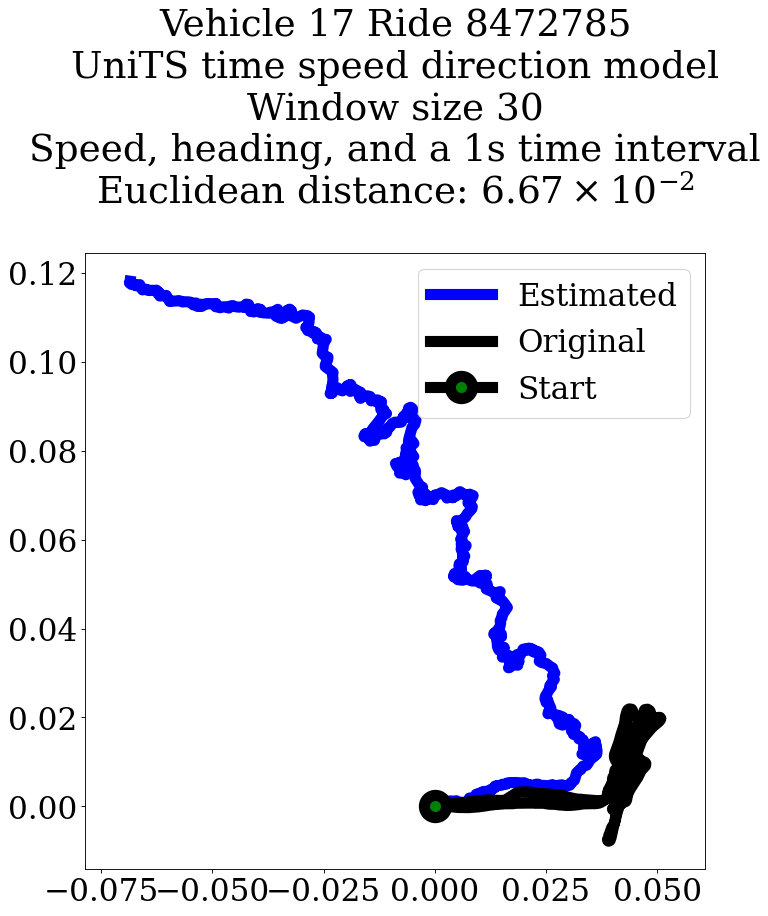 Vehicle 17 Ride 8472785
UniTS time speed direction model
Window size 30
Speed, heading, and a 1s time interval
Euclidean distance: 6.67 × 10⁻²
Estimated
Original
Start
0.12
0.10
0.08
0.06
0.04
0.02
0.00
−0.075 −0.050 −0.025 0.000 0.025 0.050